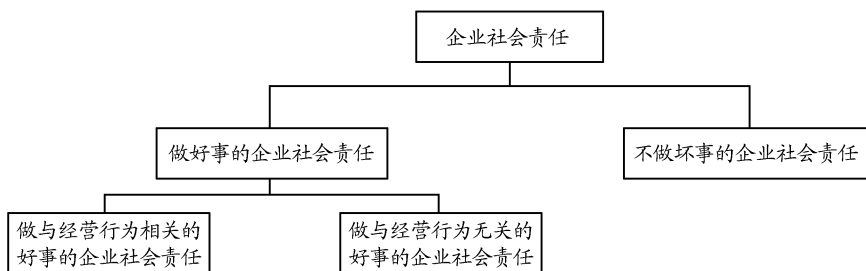 企业社会责任
做好事的企业社会责任
不做坏事的企业社会责任
做与经营行为相关的
好事的企业社会责任
做与经营行为无关的
好事的企业社会责任